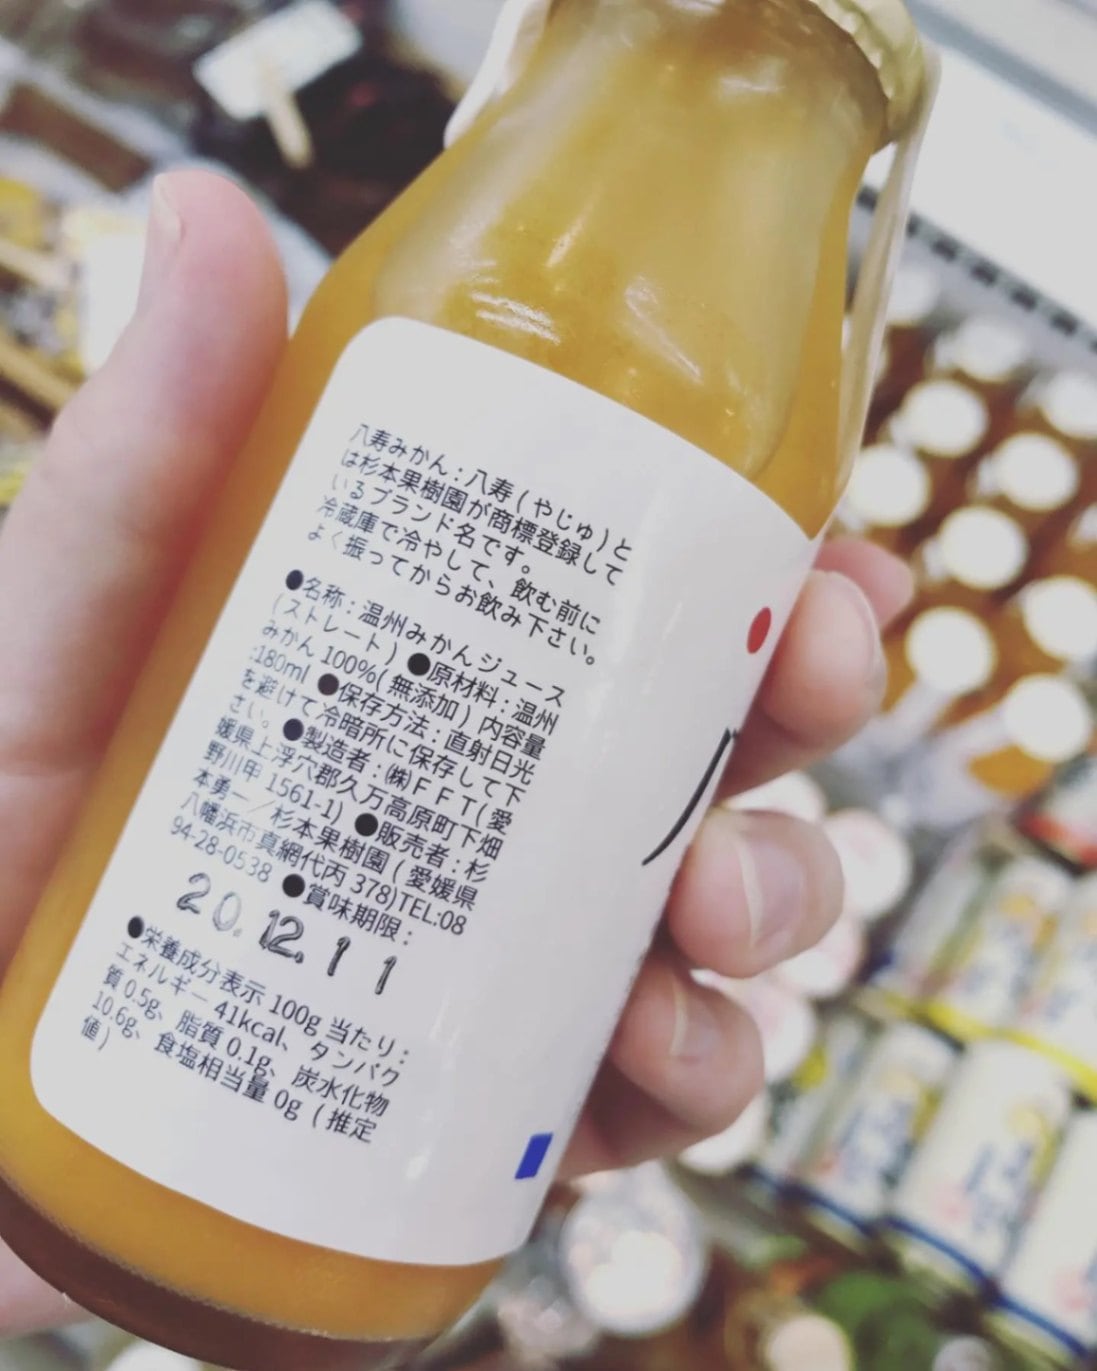 八寿みかん：八寿(やじゅ)と
は杉本果樹園が商標登録して
いるブランド名です。
冷蔵庫で冷やして、飲む前に
よく振ってからお飲み下さい。
●名称：温州みかんジュース
(ストレート) ●原材料：温州
みかん 100%(無添加) 内容量
:180ml ●保存方法：直射日光
を避けて冷暗所に保存して下
さい。●製造者：㈱ＦＦＴ(愛
媛県上浮穴郡久万高原町下畑
野川甲 1561-1) ●販売者：杉
本勇一／杉本果樹園(愛媛県
八幡浜市真網代丙 378)TEL:08
94-28-0538 ●賞味期限：
20.12.11
●栄養成分表示 100g 当たり：
エネルギー 41kcal、タンパク
質 0.5g、脂質 0.1g、炭水化物
10.6g、食塩相当量 0g (推定
値)